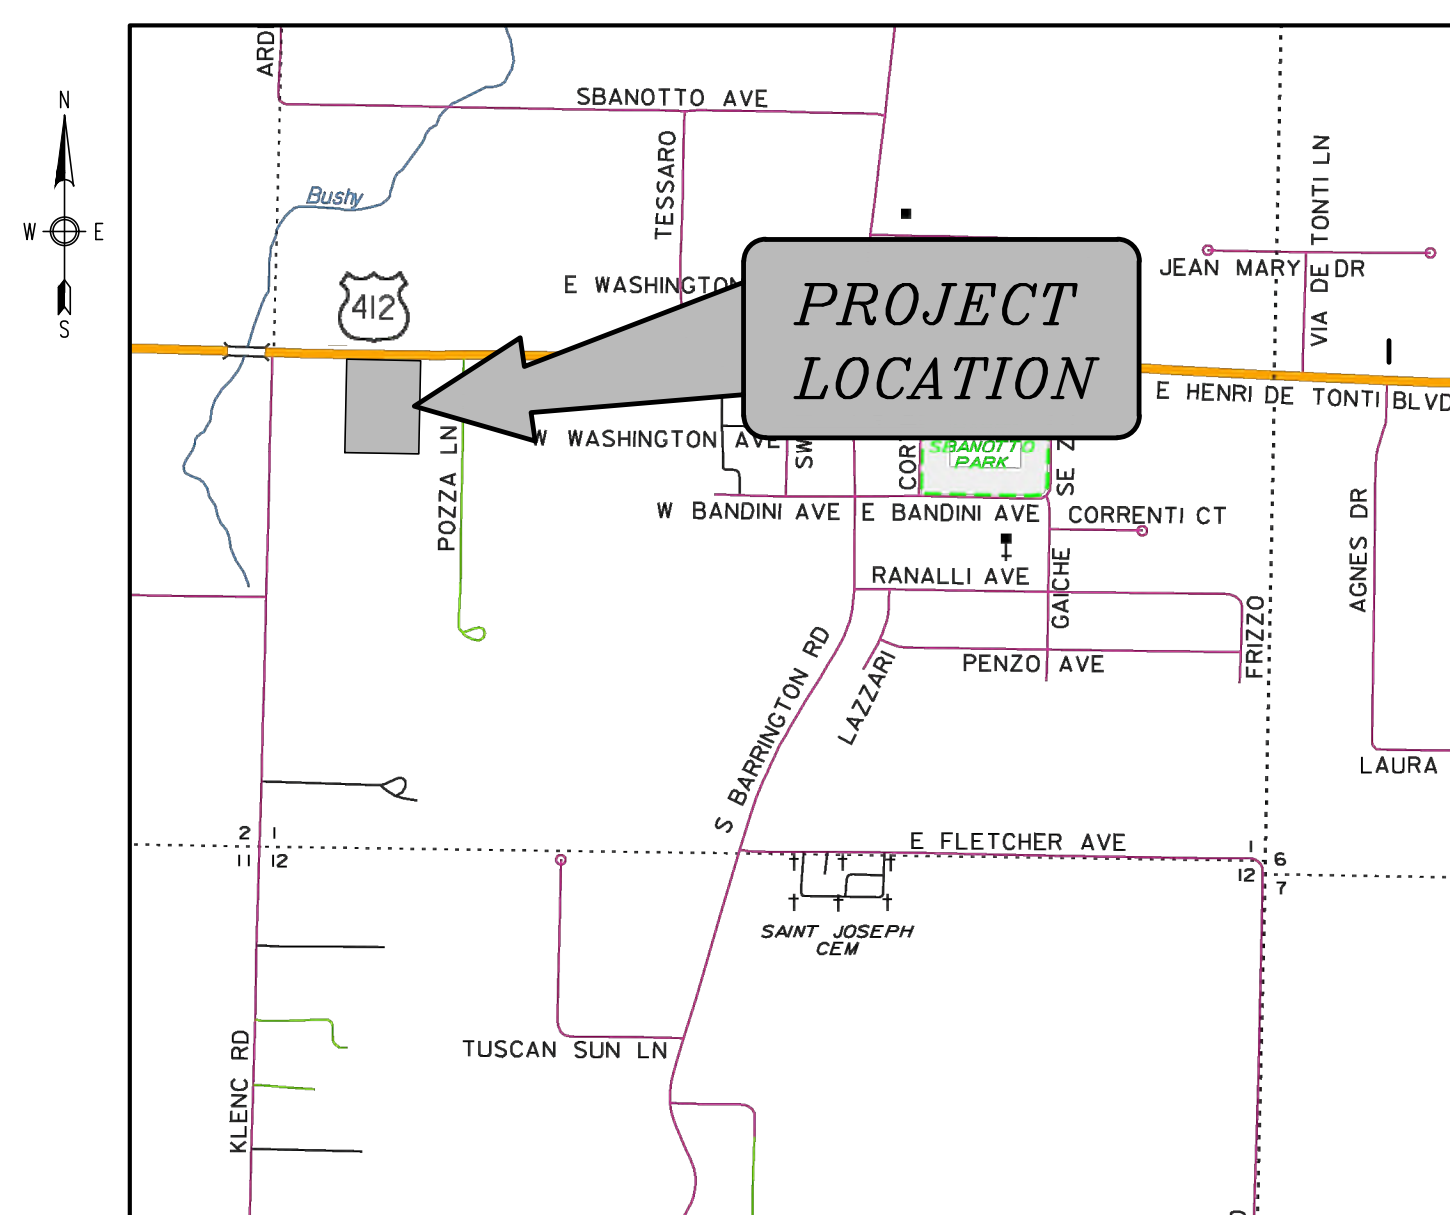 ARD
SBANOTTO AVE
N
TESSARO
VIA DE TONTI LN
Bushy
W E
JEAN MARY DR
E WASHINGTON
PROJECT
LOCATION
412
S
E HENRI DE TONTI BLVD
W WASHINGTON AVE
SW
COR
SBANOTTO
PARK
SE Z
POZZA LN
W BANDINI AVE
E BANDINI AVE
CORRENTI CT
AGNES DR
RANALLI AVE
GAICHE
FRIZZO
PENZO AVE
LAZZARI
S BARRINGTON RD
LAURA
2 1
11 12
E FLETCHER AVE
1 6
12 7
SAINT JOSEPH
CEM
TUSCAN SUN LN
KLENC RD